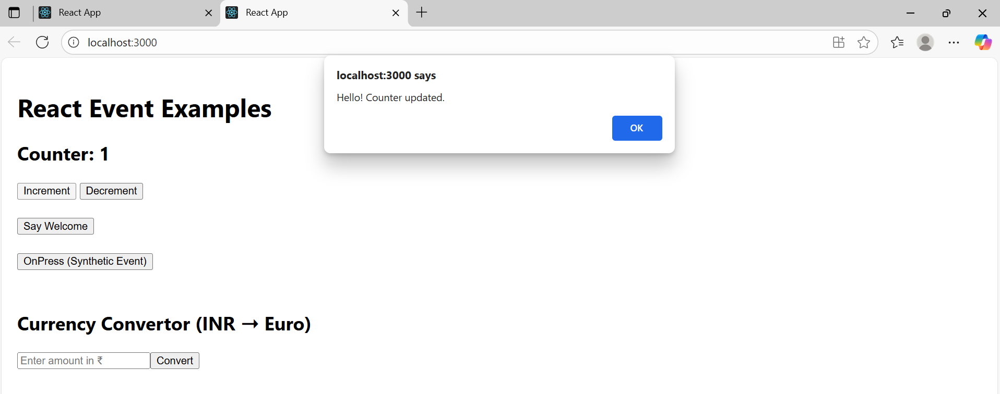 React App
React App
localhost:3000
localhost:3000 says
Hello! Counter updated.
OK
React Event Examples
Counter: 1
Increment Decrement
Say Welcome
OnPress (Synthetic Event)
Currency Convertor (INR → Euro)
Enter amount in ₹ Convert